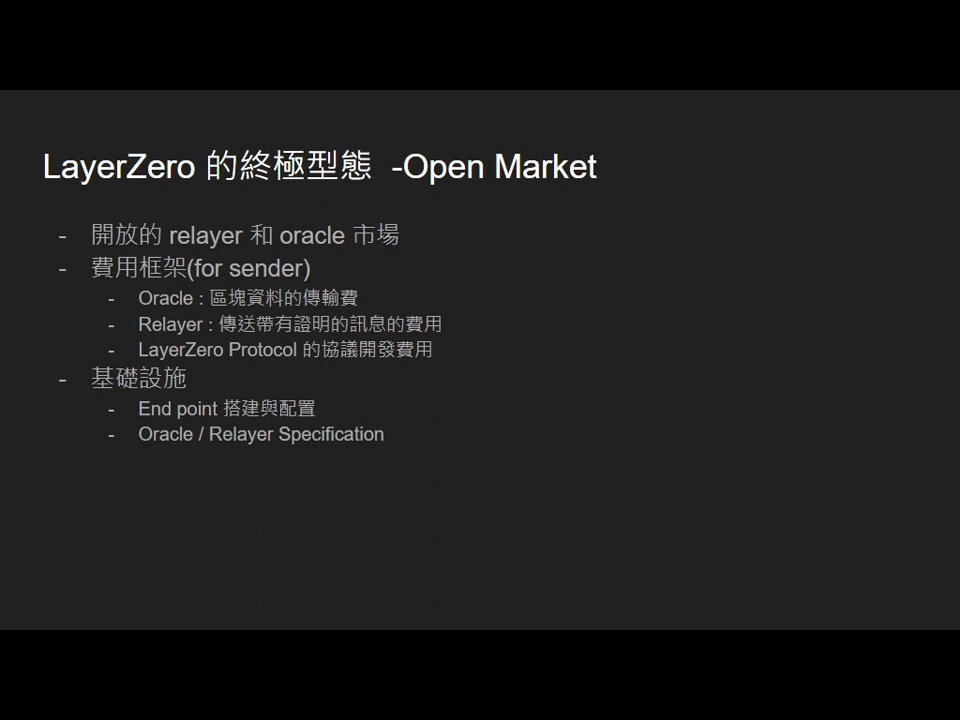 LayerZero 的終極型態 -Open Market
- 開放的 relayer 和 oracle 市場
- 費用框架(for sender)
- Oracle : 區塊資料的傳輸費
- Relayer : 傳送帶有證明的訊息的費用
- LayerZero Protocol 的協議開發費用
- 基礎設施
- End point 搭建與配置
- Oracle / Relayer Specification